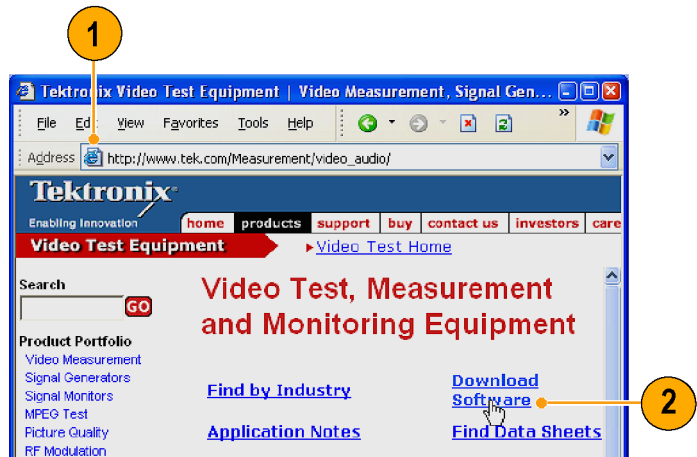 1
Tektronix Video Test Equipment | Video Measurement, Signal Gen...
File Edit View Favorites Tools Help »
Address http://www.tek.com/Measurement/video_audio/
Tektronix
Enabling Innovation
home products support buy contact us investors care
Video Test Equipment
Video Test Home
Search
GO
Product Portfolio
Video Measurement
Signal Generators
Signal Monitors
MPEG Test
Picture Quality
RF Modulation
Video Test, Measurement
and Monitoring Equipment
Find by Industry
Download
Software
2
Application Notes
Find Data Sheets